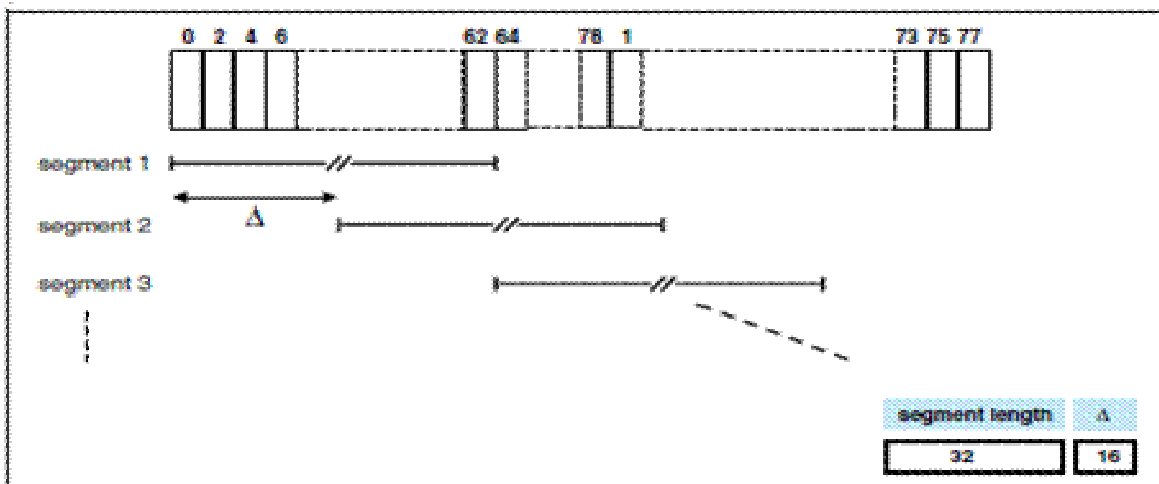 0 2 4 6 62 64 78 1 73 75 77
segment 1
Δ
segment 2
segment 3
segment length Δ
32 16